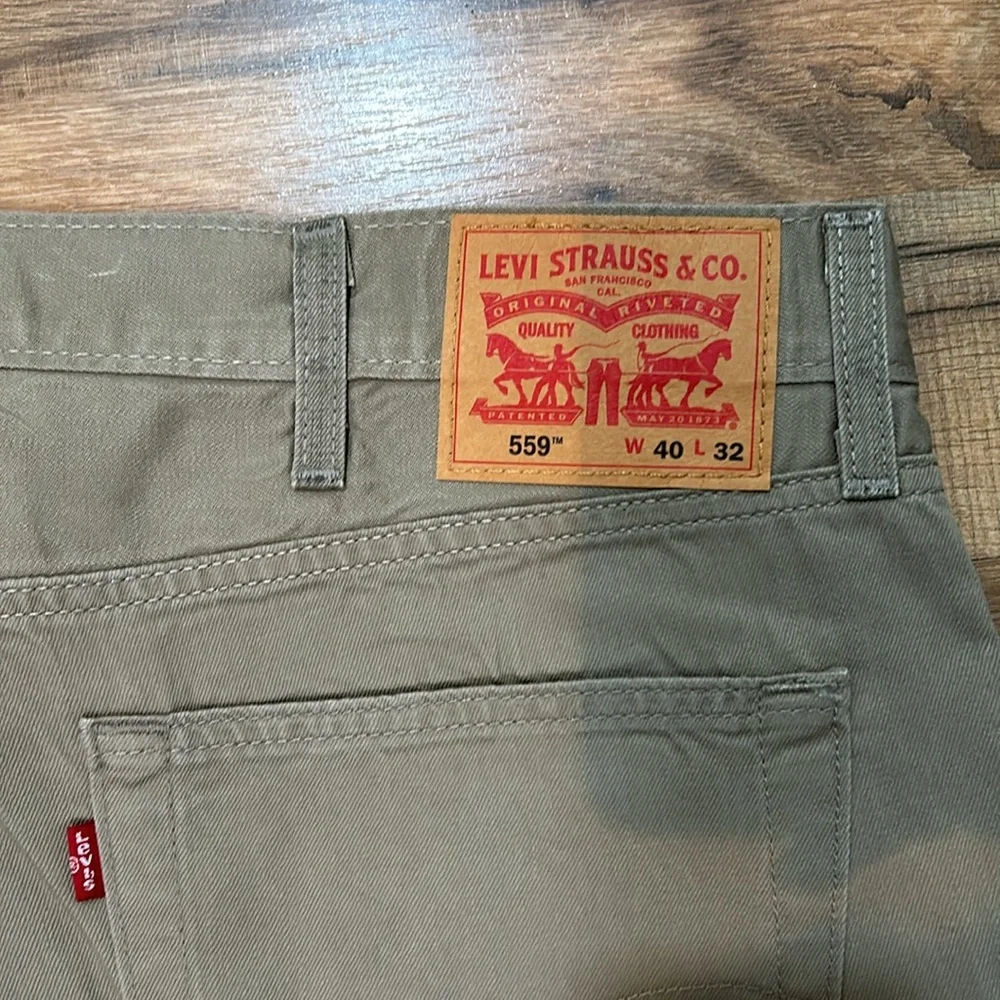 LEVI STRAUSS & CO.
SAN FRANCISCO
CAL.
ORIGINAL RIVETED
QUALITY CLOTHING
PATENTED MAY 20 1873 ®
559™ W 40 L 32
LEVI'S ®